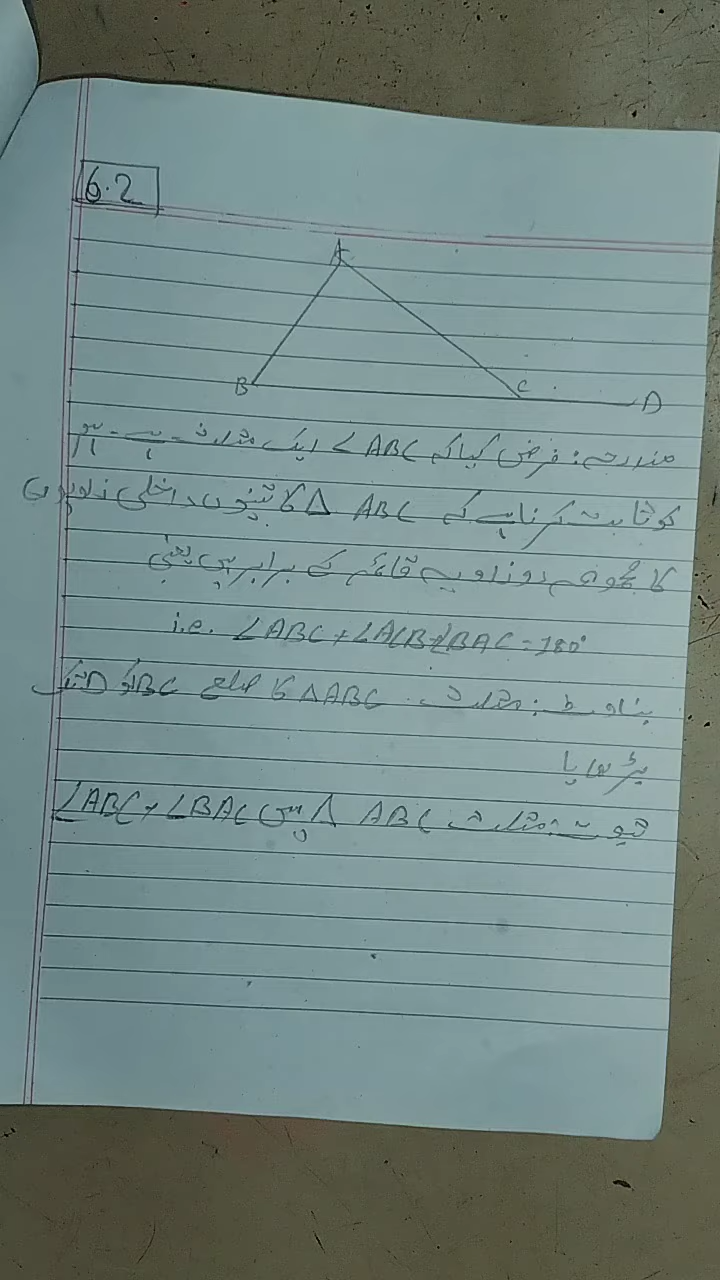 6.2
A
B
C
D
مندرجہ: فرض کیا کہ ∠ABC ایک مثلث ہے - ہم
کو ثابت کرنا ہے کہ ABC Δ کا تینوں داخلی زاویوں
کا مجموعہ دو زاویہ قائمہ کے برابر ہیں یعنی
i.e. ∠ABC+∠ACB+∠BAC=180°
بناوٹ: مثلث ΔABC کا ضلع BC کو D تک
بڑھایا
ثبوت: مثلث ABC Δ میں ∠ABC+∠BAC